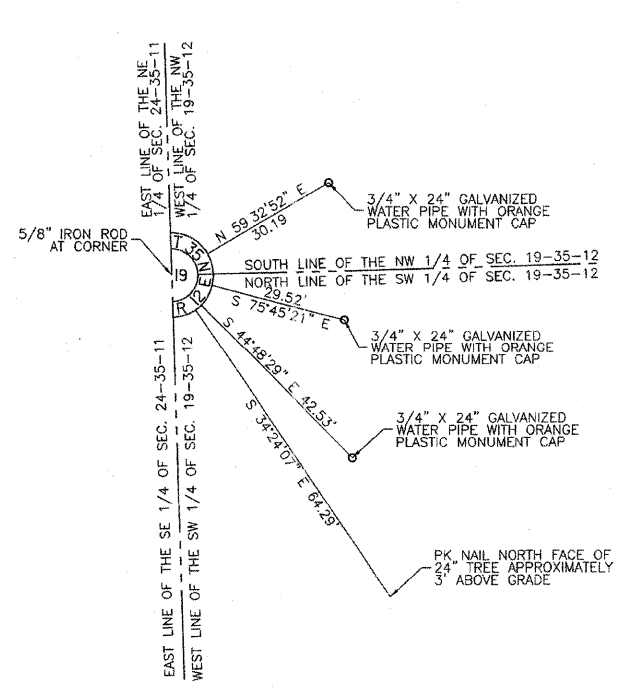 EAST LINE OF THE NE
1/4 OF SEC. 24-35-11
WEST LINE OF THE NW
1/4 OF SEC. 19-35-12
N 59 32'52" E
30.19
3/4" X 24" GALVANIZED
WATER PIPE WITH ORANGE
PLASTIC MONUMENT CAP
5/8" IRON ROD
AT CORNER
T 35 N
19
R 12 E
SOUTH LINE OF THE NW 1/4 OF SEC. 19-35-12
NORTH LINE OF THE SW 1/4 OF SEC. 19-35-12
29.52'
S 75°45'21" E
3/4" X 24" GALVANIZED
WATER PIPE WITH ORANGE
PLASTIC MONUMENT CAP
S 44°48'29" E 42.53'
3/4" X 24" GALVANIZED
WATER PIPE WITH ORANGE
PLASTIC MONUMENT CAP
S 34°24'07" E 64.29'
PK NAIL NORTH FACE OF
24" TREE APPROXIMATELY
3' ABOVE GRADE
EAST LINE OF THE SE 1/4 OF SEC. 24-35-11
WEST LINE OF THE SW 1/4 OF SEC. 19-35-12